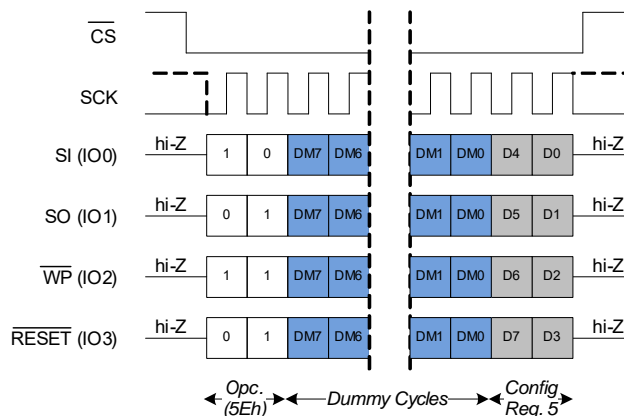 CS
SCK
SI (IO0) hi-Z 1 0 DM7 DM6 DM1 DM0 D4 D0 hi-Z
SO (IO1) hi-Z 0 1 DM7 DM6 DM1 DM0 D5 D1 hi-Z
WP (IO2) hi-Z 1 1 DM7 DM6 DM1 DM0 D6 D2 hi-Z
RESET (IO3) hi-Z 0 1 DM7 DM6 DM1 DM0 D7 D3 hi-Z
Opc. (5Eh) Dummy Cycles Config Reg. 5